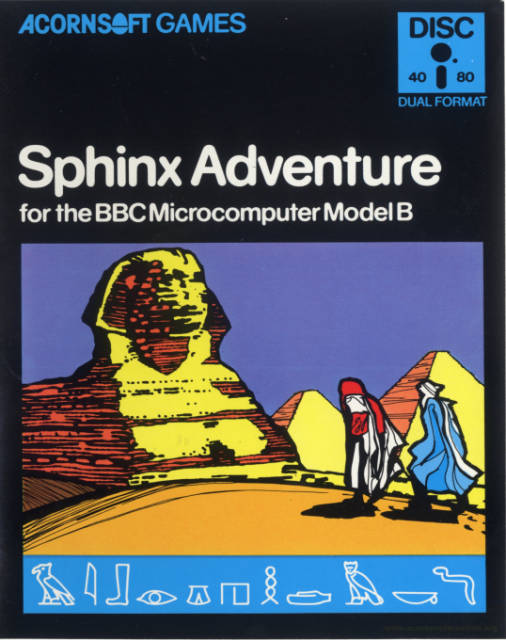 ACORNSOFT GAMES
DISC
40 80
DUAL FORMAT
Sphinx Adventure
for the BBC Microcomputer Model B